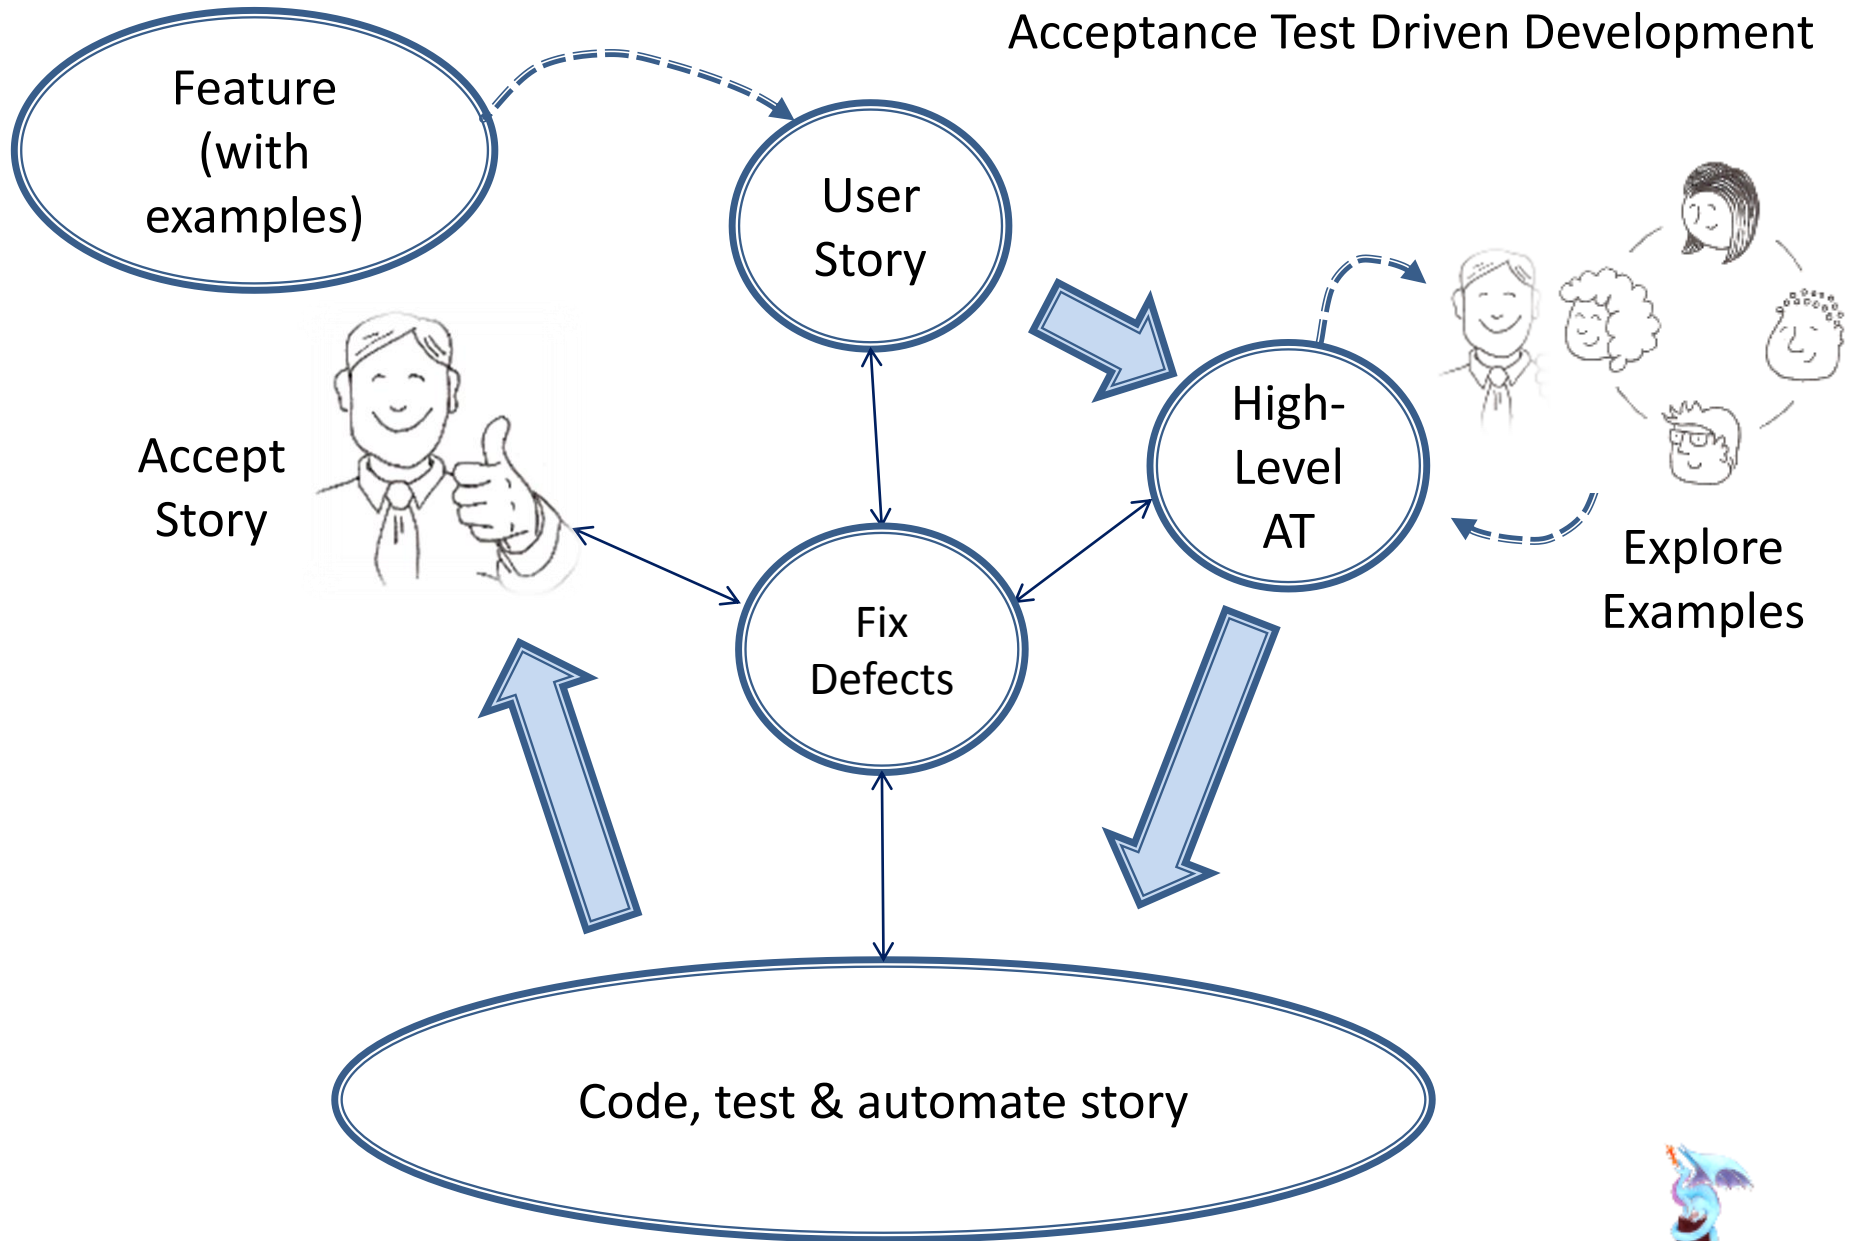 Acceptance Test Driven Development
Feature
(with
examples)
User
Story
High-
Level
AT
Explore
Examples
Accept
Story
Fix
Defects
Code, test & automate story